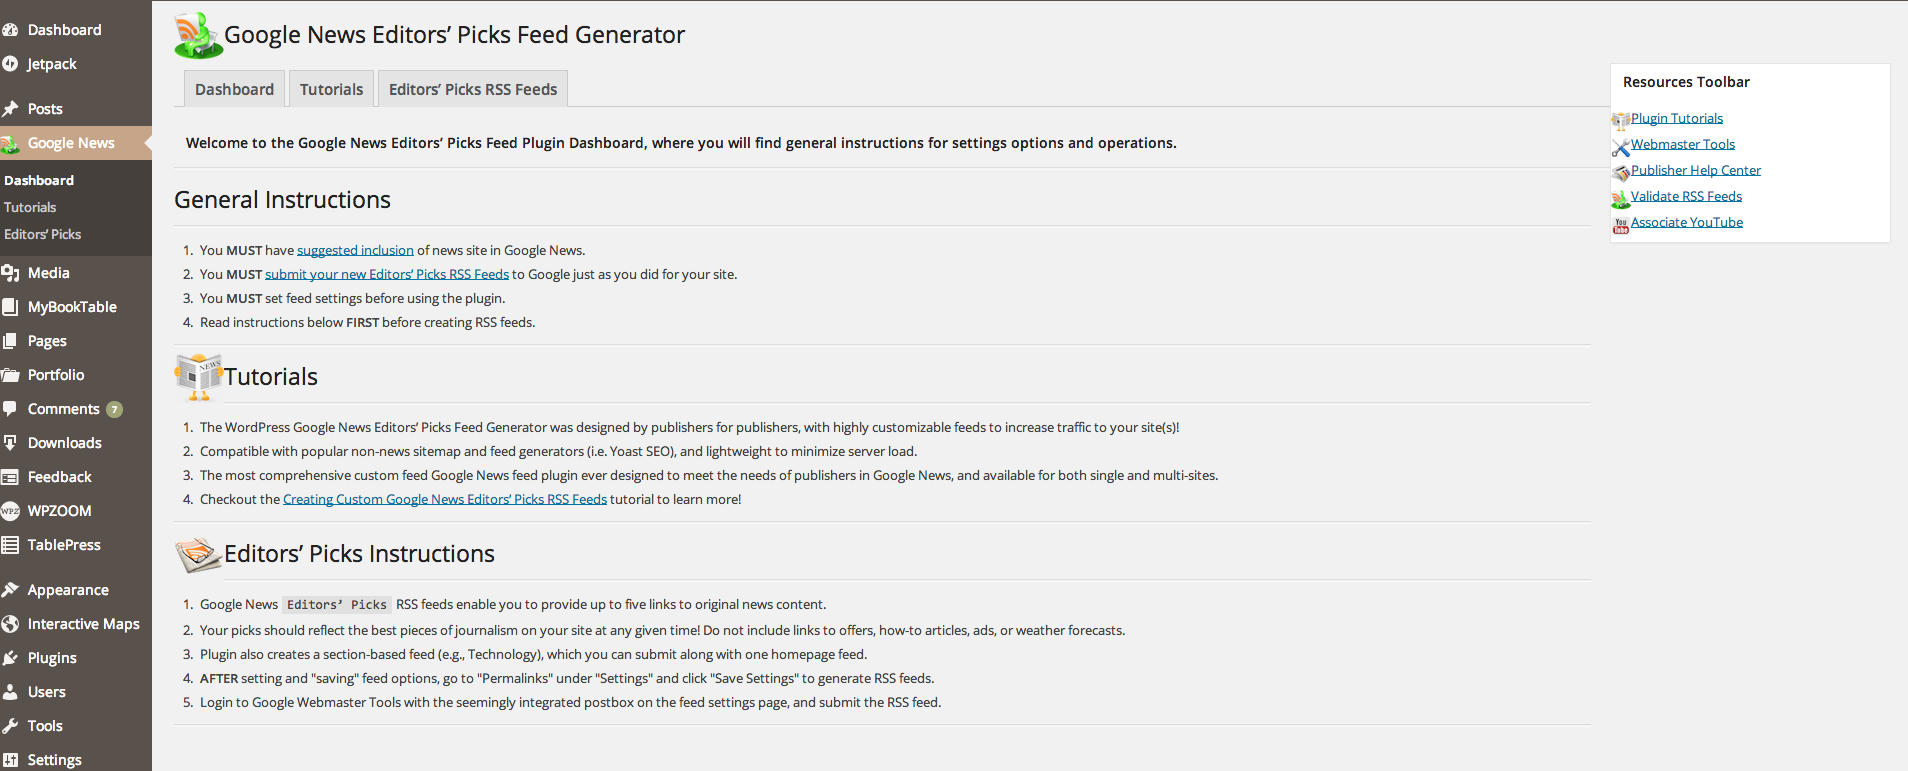 Dashboard
Jetpack
Posts
Google News
Dashboard
Tutorials
Editors’ Picks
Media
MyBookTable
Pages
Portfolio
Comments 7
Downloads
Feedback
WPZ WPZOOM
TablePress
Appearance
Interactive Maps
Plugins
Users
Tools
Settings
Google News Editors’ Picks Feed Generator
Dashboard
Tutorials
Editors’ Picks RSS Feeds
Welcome to the Google News Editors’ Picks Feed Plugin Dashboard, where you will find general instructions for settings options and operations.
General Instructions
1. You MUST have suggested inclusion of news site in Google News.
2. You MUST submit your new Editors’ Picks RSS Feeds to Google just as you did for your site.
3. You MUST set feed settings before using the plugin.
4. Read instructions below FIRST before creating RSS feeds.
NEWS
Tutorials
1. The WordPress Google News Editors’ Picks Feed Generator was designed by publishers for publishers, with highly customizable feeds to increase traffic to your site(s)!
2. Compatible with popular non-news sitemap and feed generators (i.e. Yoast SEO), and lightweight to minimize server load.
3. The most comprehensive custom feed Google News feed plugin ever designed to meet the needs of publishers in Google News, and available for both single and multi-sites.
4. Checkout the Creating Custom Google News Editors’ Picks RSS Feeds tutorial to learn more!
Editors’ Picks Instructions
1. Google News Editors’ Picks RSS feeds enable you to provide up to five links to original news content.
2. Your picks should reflect the best pieces of journalism on your site at any given time! Do not include links to offers, how-to articles, ads, or weather forecasts.
3. Plugin also creates a section-based feed (e.g., Technology), which you can submit along with one homepage feed.
4. AFTER setting and "saving" feed options, go to "Permalinks" under "Settings" and click "Save Settings" to generate RSS feeds.
5. Login to Google Webmaster Tools with the seemingly integrated postbox on the feed settings page, and submit the RSS feed.
Resources Toolbar
Plugin Tutorials
Webmaster Tools
Publisher Help Center
Validate RSS Feeds
You Tube Associate YouTube